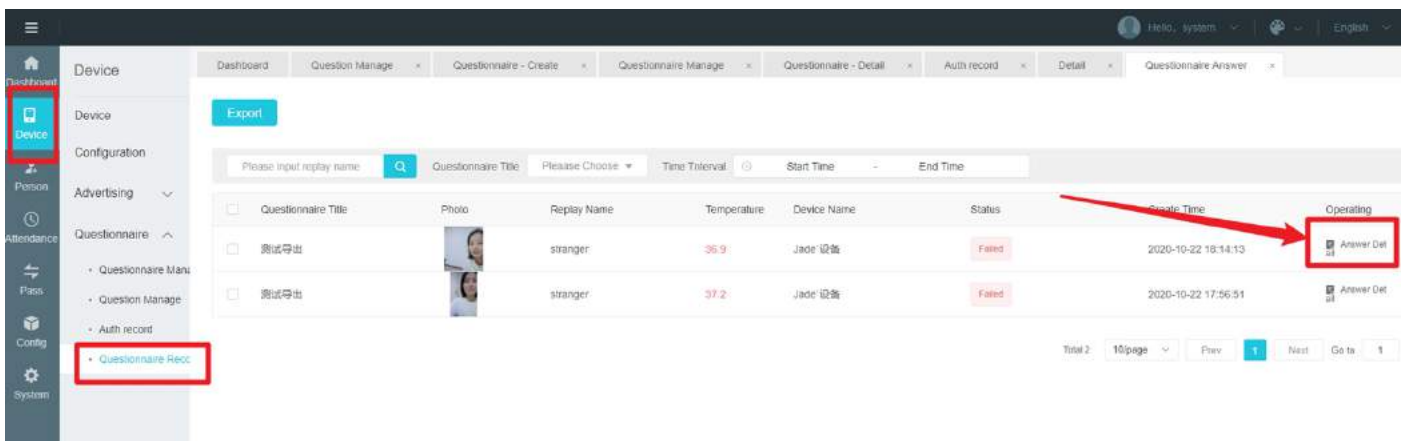 Hello, system
English
Dashboard
Device
Person
Attendance
Pass
Config
System
Device
Device
Configuration
Advertising
Questionnaire
Questionnaire Mana
Question Manage
Auth record
Questionnaire Reco
Dashboard
Question Manage
Questionnaire - Create
Questionnaire Manage
Questionnaire - Detail
Auth record
Detail
Questionnaire Answer
Export
Please input replay name
Questionnaire Title
Please Choose
Time Tnterval
Start Time - End Time
Questionnaire Title Photo Replay Name Temperature Device Name Status Create Time Operating
测试导出 stranger 36.9 Jade 设备 Failed 2020-10-22 18:14:13 Answer Det
ail
测试导出 stranger 37.2 Jade 设备 Failed 2020-10-22 17:56:51 Answer Det
ail
Total 2 10/page Prev 1 Next Go to 1